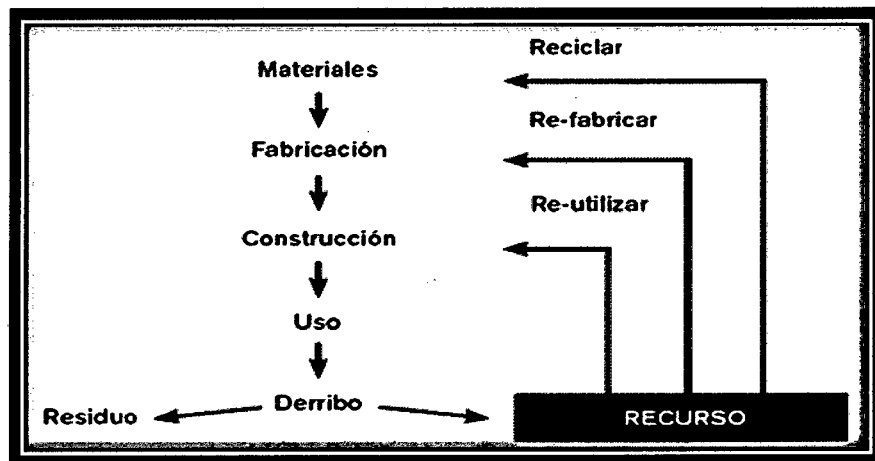 Reciclar
Materiales
Re-fabricar
Fabricación
Re-utilizar
Construcción
Uso
Derribo
Residuo
RECURSO